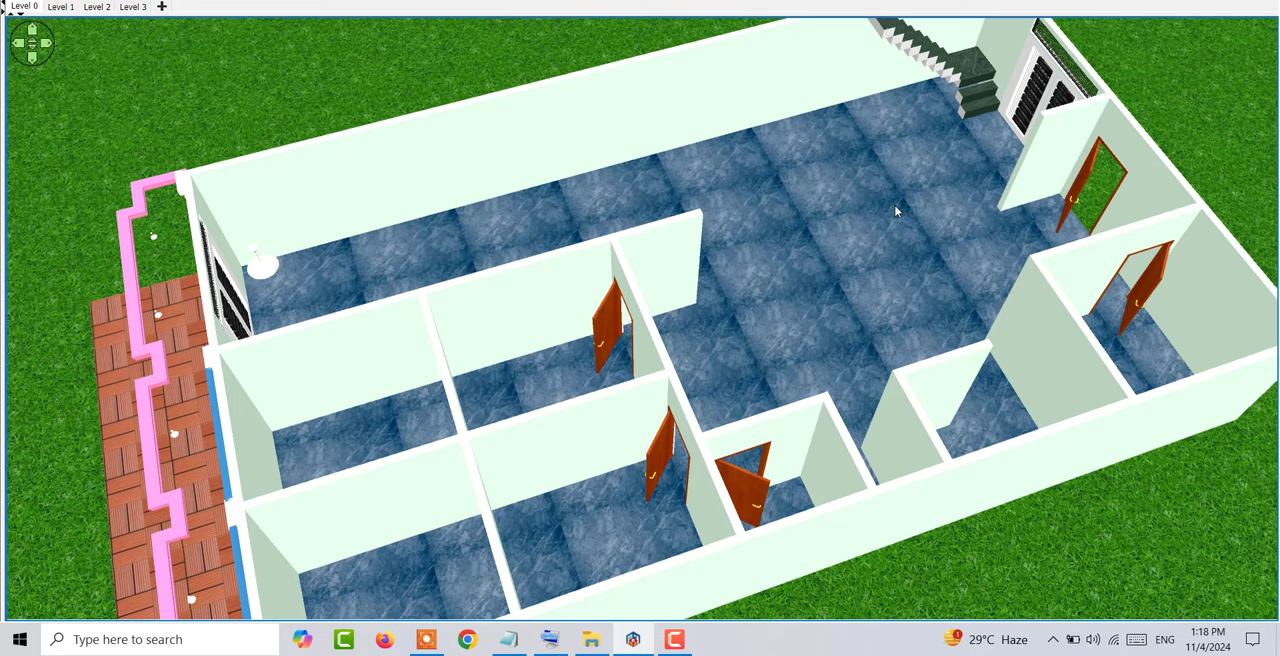 Level 0 Level 1 Level 2 Level 3
Type here to search
1
29°C Haze
ENG
1:18 PM
11/4/2024